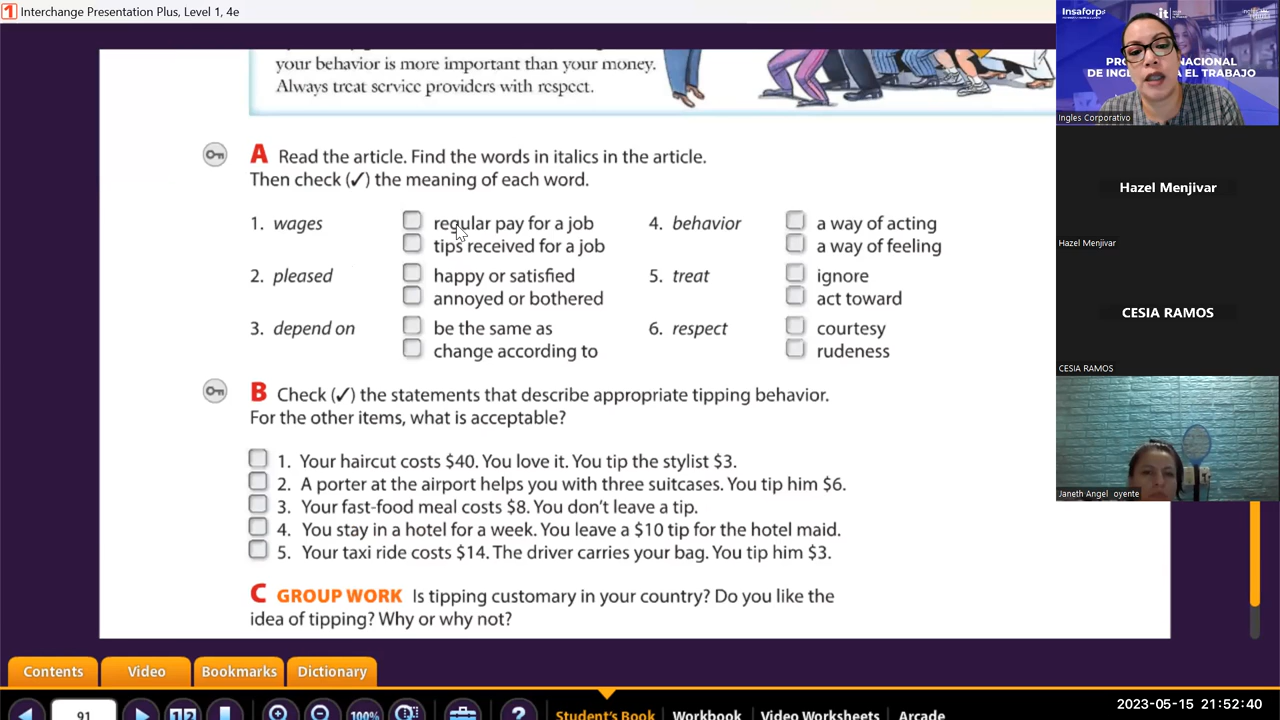 Interchange Presentation Plus, Level 1, 4e
your behavior is more important than your money.
Always treat service providers with respect.
A Read the article. Find the words in italics in the article.
Then check (✓) the meaning of each word.
1. wages
regular pay for a job
tips received for a job
2. pleased
happy or satisfied
annoyed or bothered
3. depend on
be the same as
change according to
4. behavior
a way of acting
a way of feeling
5. treat
ignore
act toward
6. respect
courtesy
rudeness
B Check (✓) the statements that describe appropriate tipping behavior.
For the other items, what is acceptable?
1. Your haircut costs $40. You love it. You tip the stylist $3.
2. A porter at the airport helps you with three suitcases. You tip him $6.
3. Your fast-food meal costs $8. You don't leave a tip.
4. You stay in a hotel for a week. You leave a $10 tip for the hotel maid.
5. Your taxi ride costs $14. The driver carries your bag. You tip him $3.
C GROUP WORK Is tipping customary in your country? Do you like the
idea of tipping? Why or why not?
Contents Video Bookmarks Dictionary
91 100% ?
Student's Book Workbook Video Worksheets Arcade
Insaforp
it
NACIONAL
DE INGL A EL TRABAJO
Ingles Corporativo
Hazel Menjivar
Hazel Menjivar
CESIA RAMOS
CESIA RAMOS
Janeth Angel oyente
2023-05-15 21:52:40